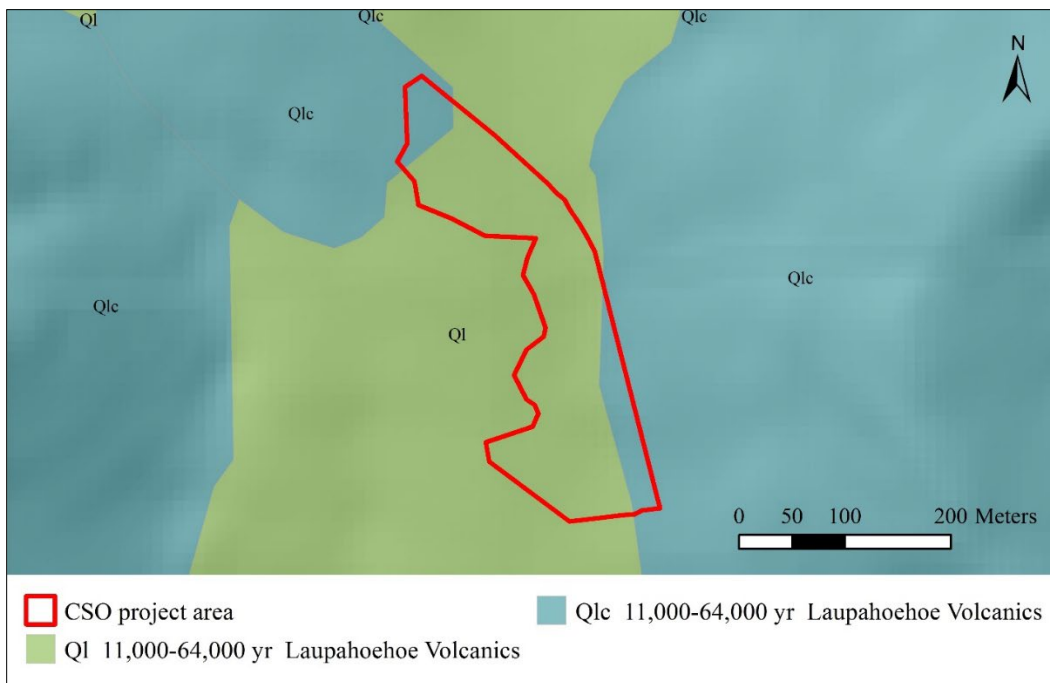 Ql
Qlc
Qlc
N
Qlc
Qlc
Qlc
Ql
0 50 100 200 Meters
CSO project area
Qlc 11,000-64,000 yr Laupahoehoe Volcanics
Ql 11,000-64,000 yr Laupahoehoe Volcanics